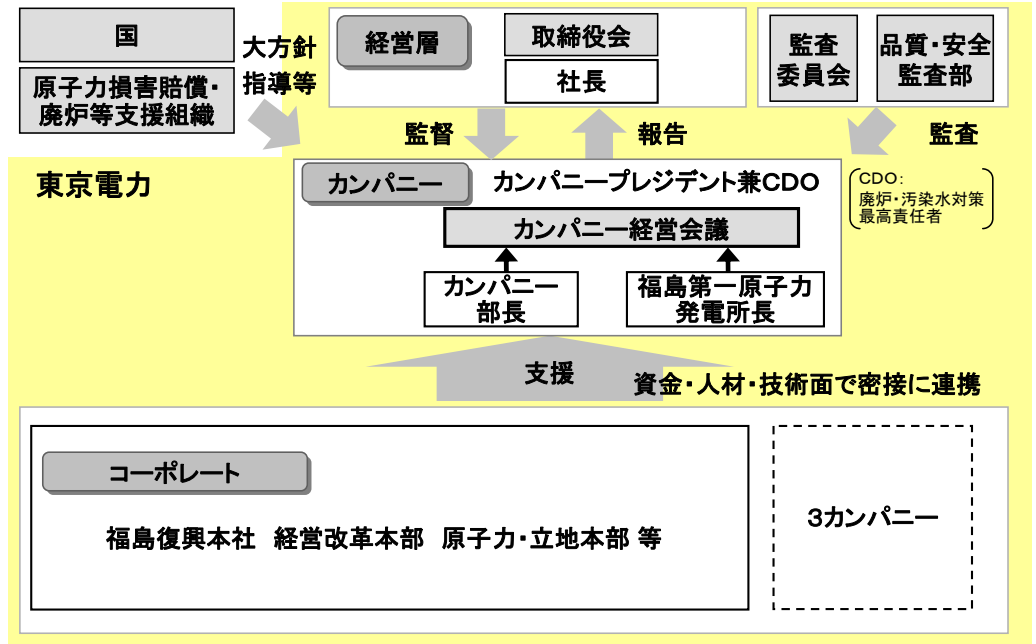 国
原子力損害賠償・
廃炉等支援組織
大方針
指導等
経営層
取締役会
社長
監査
委員会
品質・安全
監査部
監督
報告
監査
東京電力
カンパニー
カンパニープレジデント兼CDO
CDO:
廃炉・汚染水対策
最高責任者
カンパニー経営会議
カンパニー
部長
福島第一原子力
発電所長
支援
資金・人材・技術面で密接に連携
コーポレート
福島復興本社 経営改革本部 原子力・立地本部 等
3カンパニー